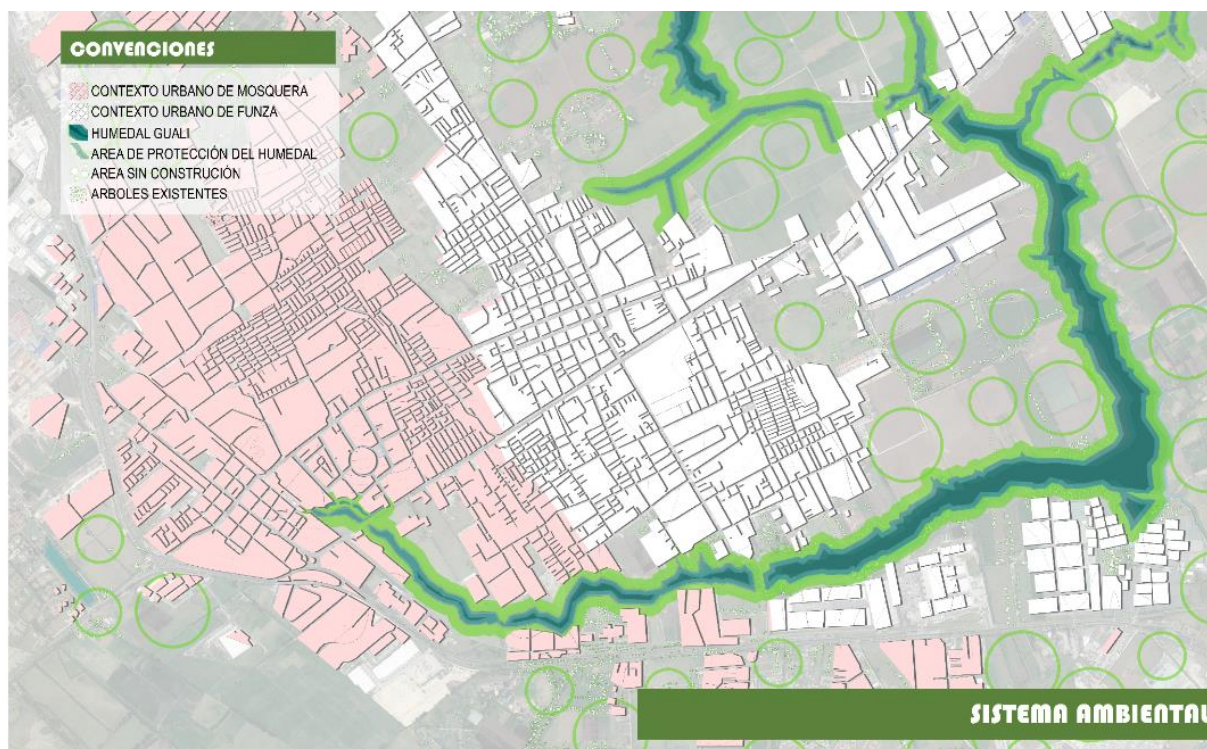 CONVENCIONES
CONTEXTO URBANO DE MOSQUERA
CONTEXTO URBANO DE FUNZA
HUMEDAL GUALI
AREA DE PROTECCIÓN DEL HUMEDAL
AREA SIN CONSTRUCIÓN
ARBOLES EXISTENTES
SISTEMA AMBIENTAL